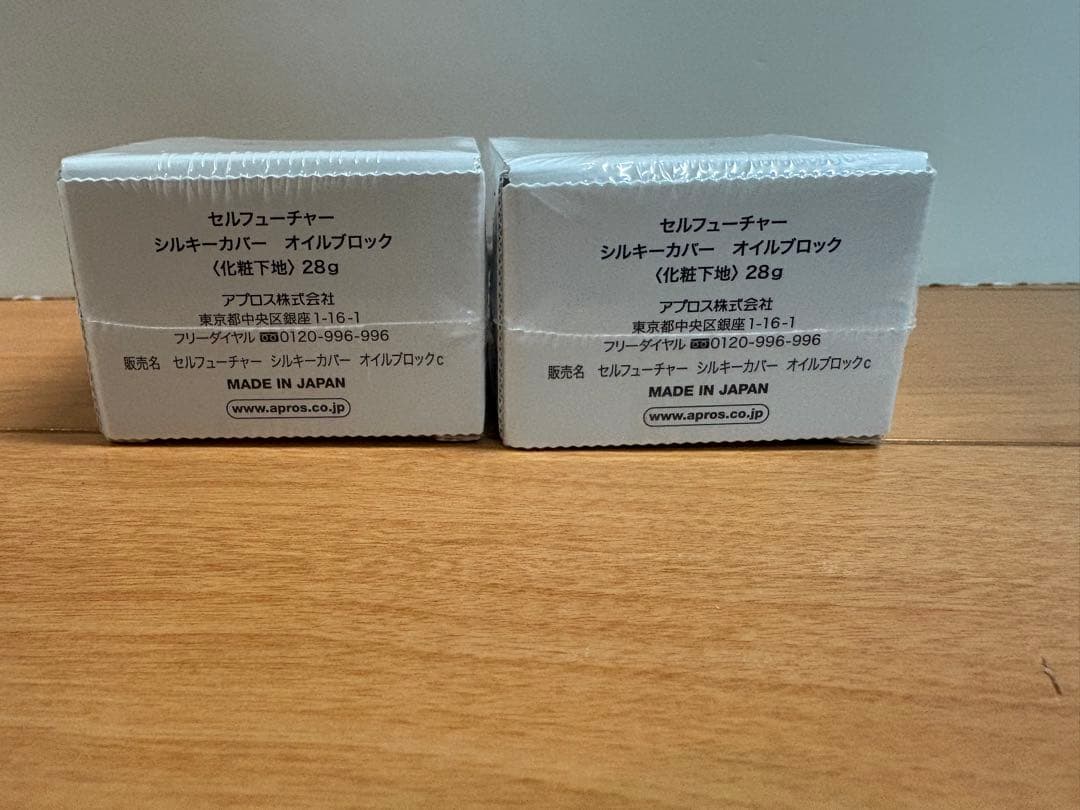 セルフューチャー
シルキーカバー　オイルブロック
〈化粧下地〉28g
アプロス株式会社
東京都中央区銀座1-16-1
フリーダイヤル 0120-996-996
販売名　セルフューチャー　シルキーカバー　オイルブロックc
MADE IN JAPAN
www.apros.co.jp
セルフューチャー
シルキーカバー　オイルブロック
〈化粧下地〉28g
アプロス株式会社
東京都中央区銀座1-16-1
フリーダイヤル 0120-996-996
販売名　セルフューチャー　シルキーカバー　オイルブロックc
MADE IN JAPAN
www.apros.co.jp